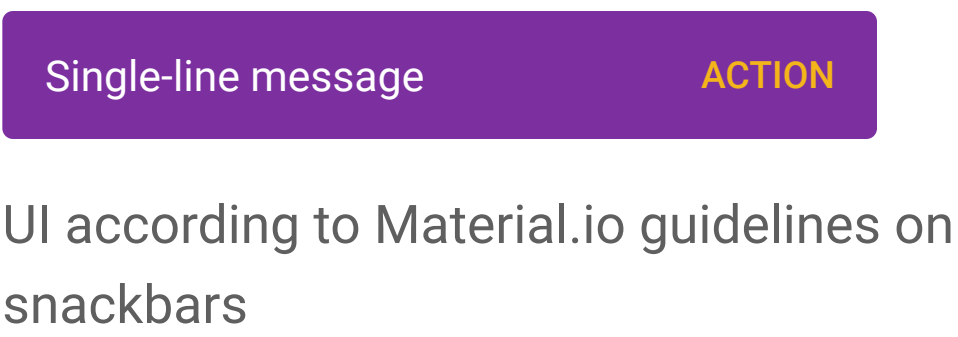 Single-line message ACTION
UI according to Material.io guidelines on
snackbars